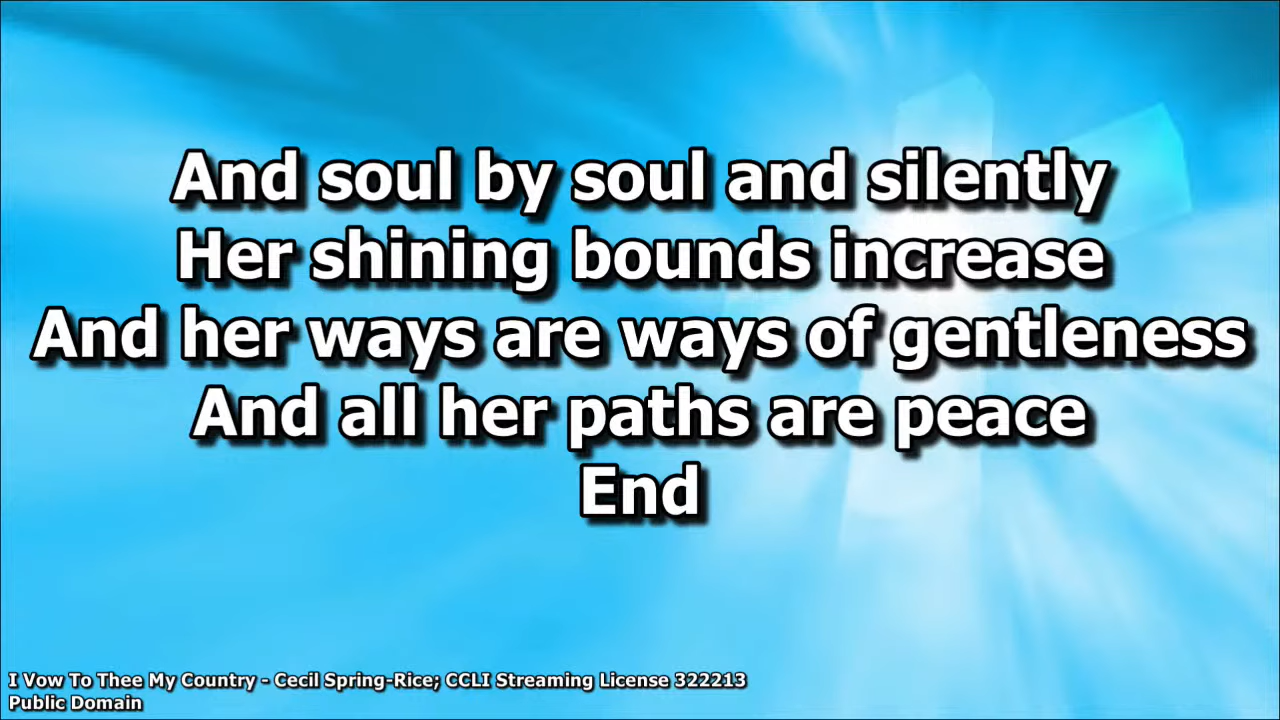 And soul by soul and silently
Her shining bounds increase
And her ways are ways of gentleness
And all her paths are peace
End
I Vow To Thee My Country - Cecil Spring-Rice; CCLI Streaming License 322213
Public Domain